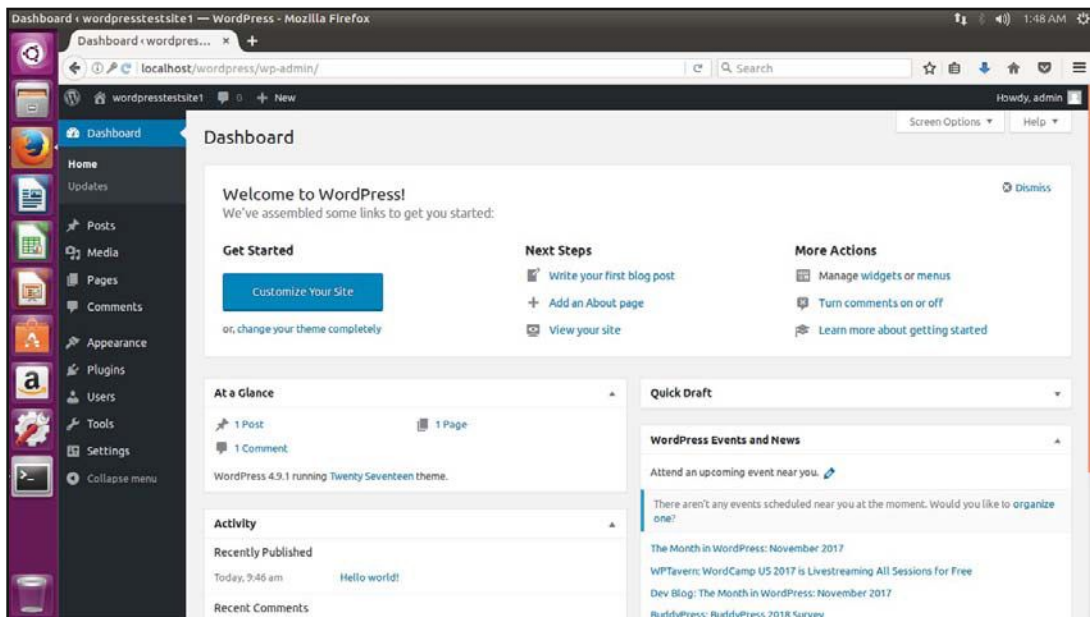 Dashboard ‹ wordpresstestsite1 — WordPress - Mozilla Firefox
1:48 AM
Dashboard ‹ wordpres... × +
localhost/wordpress/wp-admin/
Search
wordpresstestsite1 0 + New
Howdy, admin
Dashboard
Home
Updates
Posts
Media
Pages
Comments
Appearance
Plugins
Users
Tools
Settings
Collapse menu
Screen Options ▼
Help ▼
Dashboard
Welcome to WordPress!
We've assembled some links to get you started:
Dismiss
Get Started
Customize Your Site
or, change your theme completely
Next Steps
Write your first blog post
Add an About page
View your site
More Actions
Manage widgets or menus
Turn comments on or off
Learn more about getting started
At a Glance
1 Post
1 Page
1 Comment
WordPress 4.9.1 running Twenty Seventeen theme.
Activity
Recently Published
Today, 9:46 am Hello world!
Recent Comments
Quick Draft
WordPress Events and News
Attend an upcoming event near you.
There aren't any events scheduled near you at the moment. Would you like to organize
one?
The Month in WordPress: November 2017
WPTavern: WordCamp US 2017 is Livestreaming All Sessions for Free
Dev Blog: The Month in WordPress: November 2017
BuddyPress: BuddyPress 2018 Survey